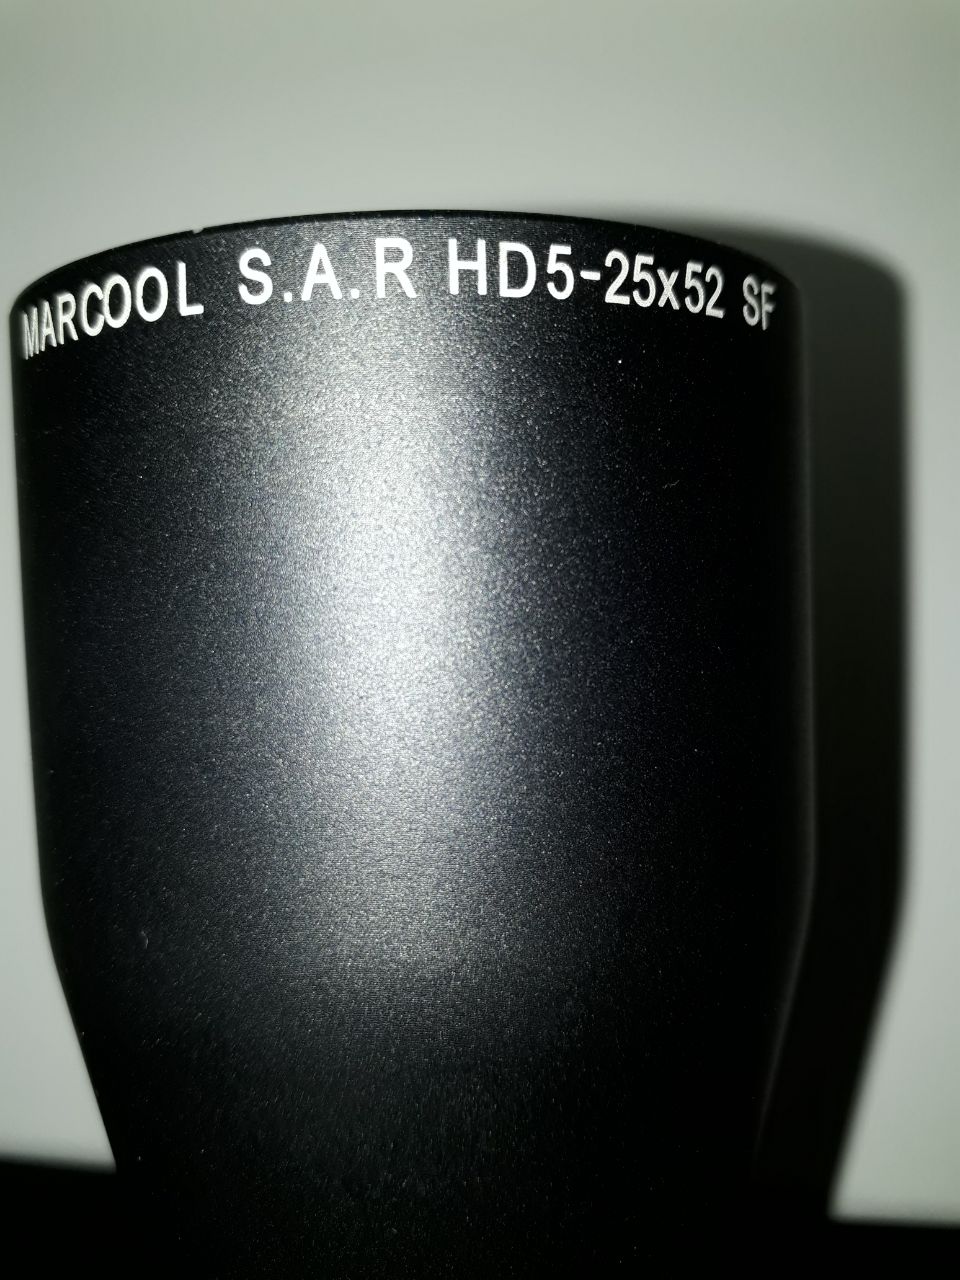 MARCOOL S.A.R HD5-25x52 SF